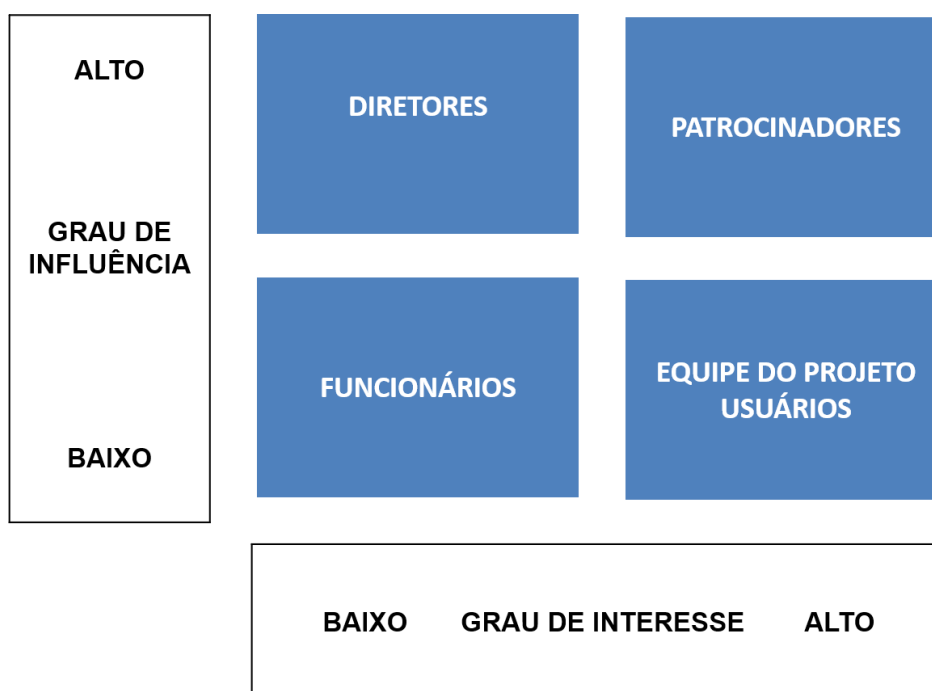 ALTO
GRAU DE
INFLUÊNCIA
BAIXO
DIRETORES
PATROCINADORES
FUNCIONÁRIOS
EQUIPE DO PROJETO
USUÁRIOS
BAIXO GRAU DE INTERESSE ALTO